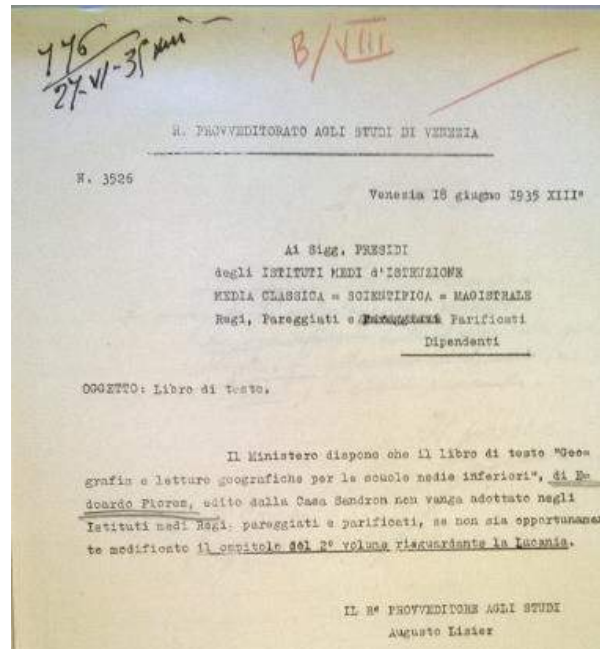 776
27-VI-35 XIII
B/VIII
R. PROVVEDITORATO AGLI STUDI DI VENEZIA
N. 3526
Venezia 18 giugno 1935 XIII°
Ai Sigg. PRESIDI
degli ISTITUTI MEDI d'ISTRUZIONE
MEDIA CLASSICA = SCIENTIFICA = MAGISTRALE
Regi, Pareggiati e Parificati
Dipendenti
OGGETTO: Libro di testo.
Il Ministero dispone che il libro di testo "Geo=
grafia e letture geografiche per le scuole medie inferiori", di E=
doardo Flores, edito dalla Casa Sandron non venga adottato negli
Istituti medi Regi, pareggiati e parificati, se non sia opportunamen
te modificato il capitolo del 2° volume risguardante la Lucania.
IL R° PROVVEDITORE AGLI STUDI
Augusto Lizier